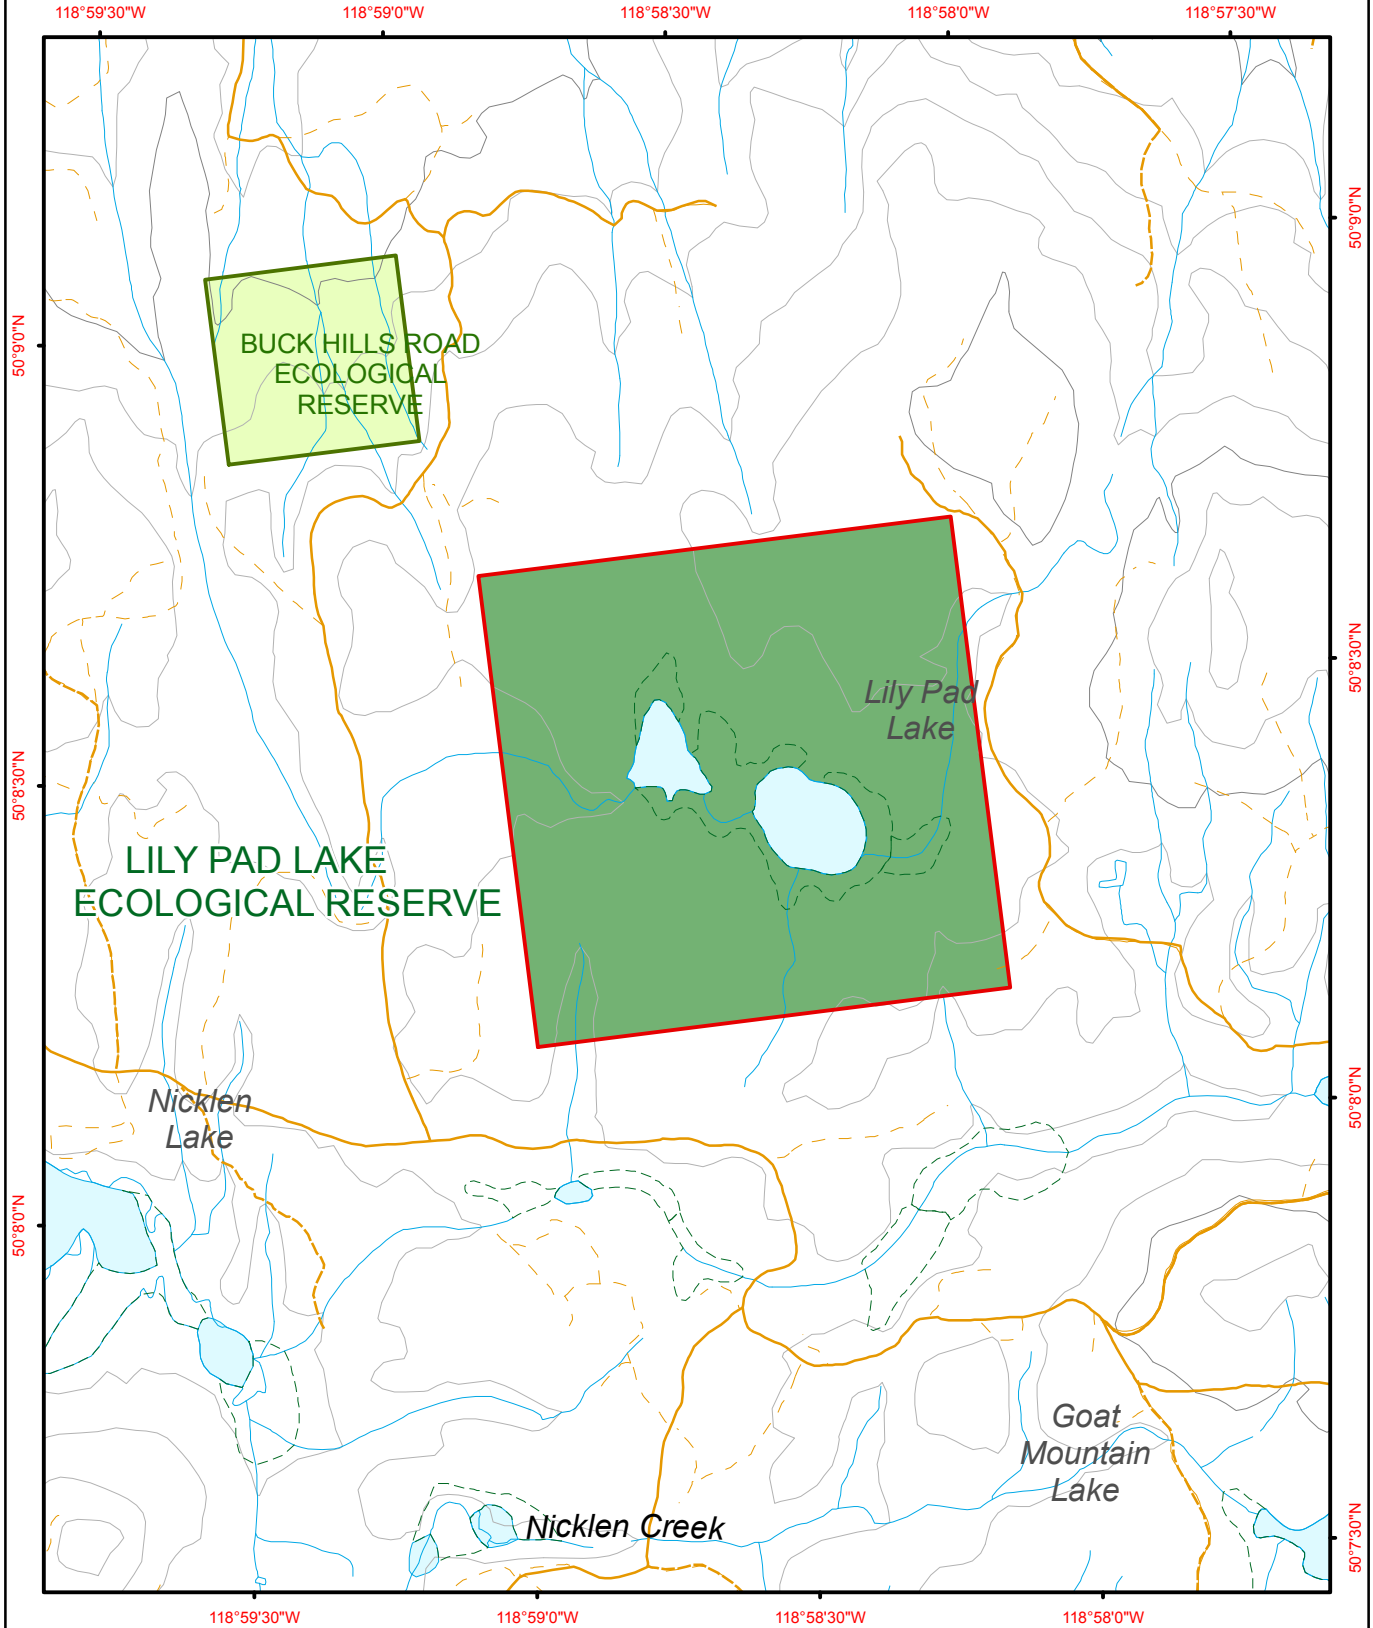 118°59'30"W
118°59'0"W
118°58'30"W
118°58'0"W
118°57'30"W
50°9'0"N
50°9'0"N
BUCK HILLS ROAD
ECOLOGICAL
RESERVE
50°8'30"N
Lily Pad
Lake
50°8'30"N
LILY PAD LAKE
ECOLOGICAL RESERVE
Nicklen
Lake
50°8'0"N
50°8'0"N
Goat
Mountain
Lake
Nicklen Creek
50°7'30"N
118°59'30"W
118°59'0"W
118°58'30"W
118°58'0"W